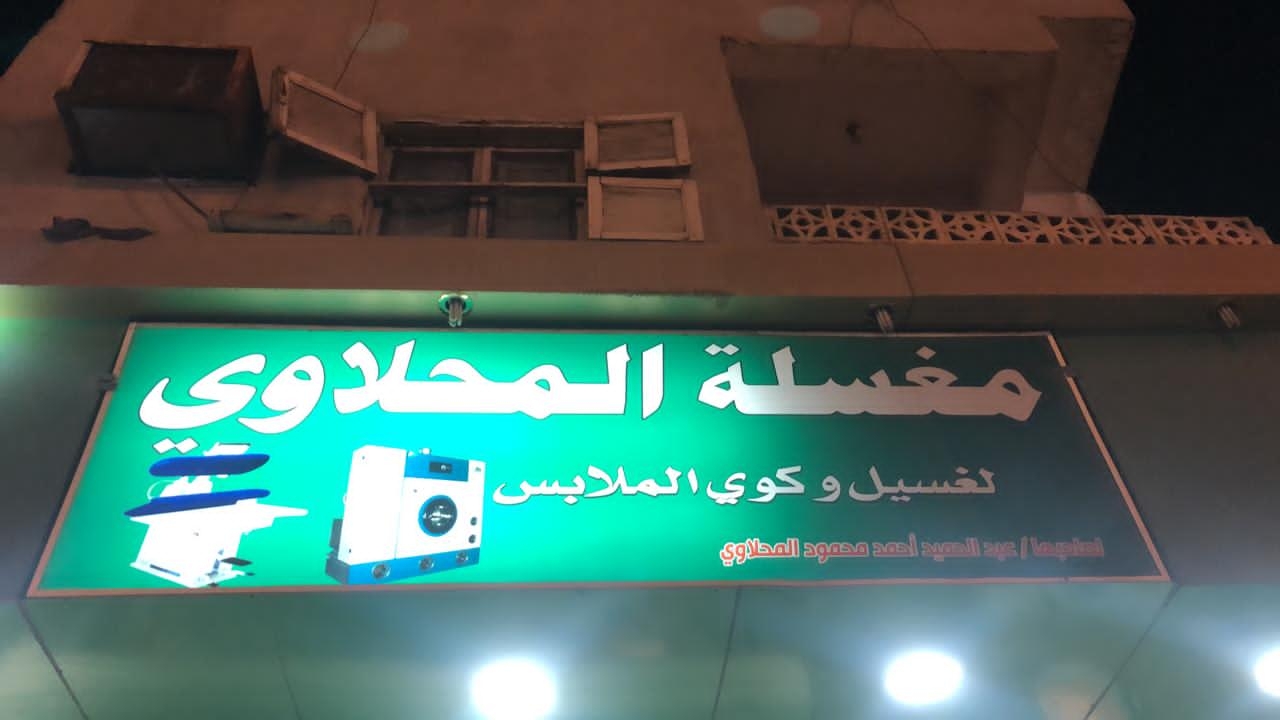 مغسلة المحلاوي
لغسيل و كوي الملابس
لصاحبها / عبد الحميد أحمد محمود المحلاوي